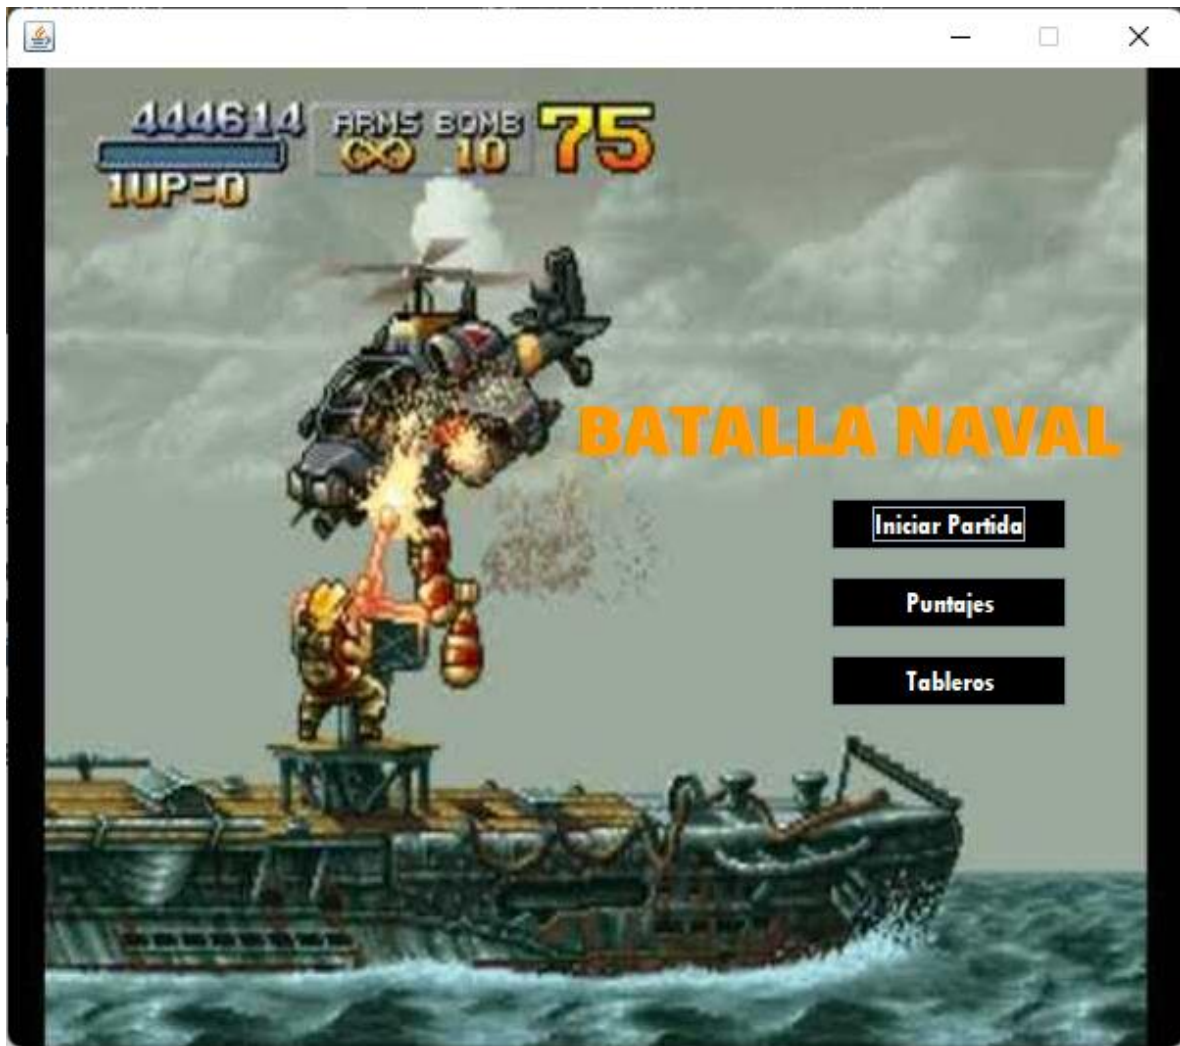 444614 ARMS BOMB 75
10
1UP=0
BATALLA NAVAL
Iniciar Partida
Puntajes
Tableros